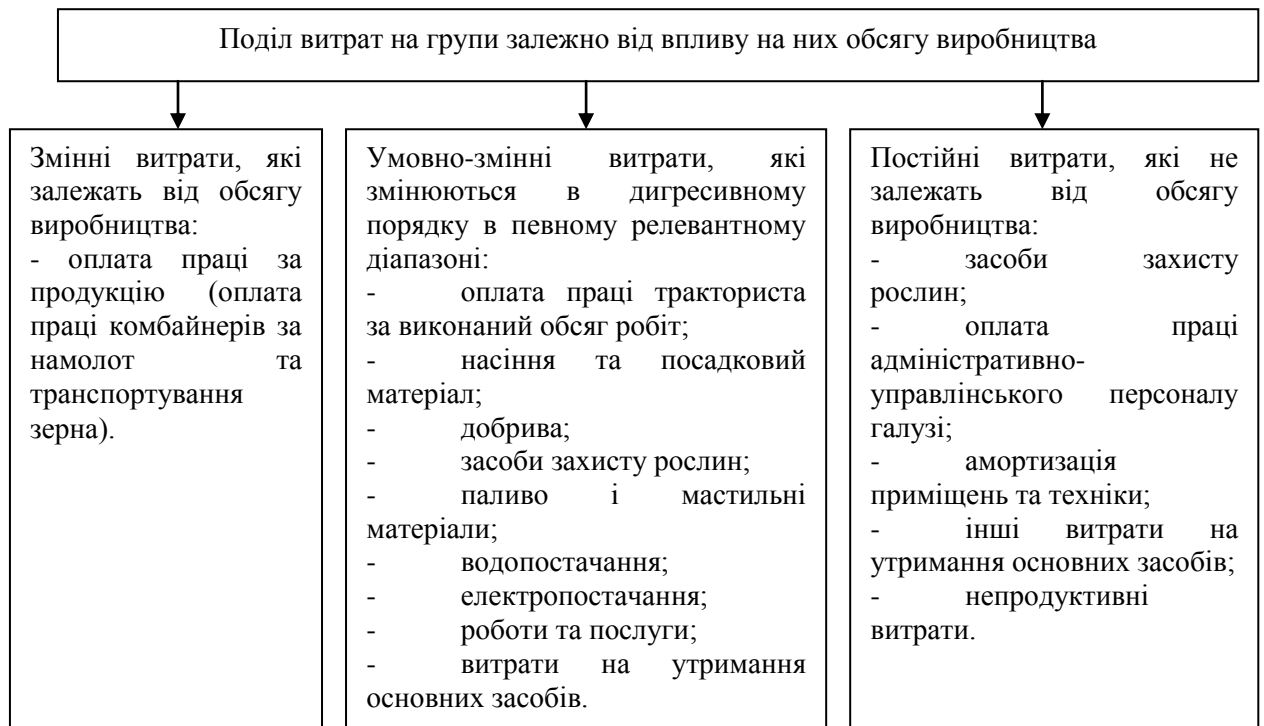 Поділ витрат на групи залежно від впливу на них обсягу виробництва
Змінні витрати, які
залежать від обсягу
виробництва:
- оплата праці за
продукцію (оплата
праці комбайнерів за
намолот та
транспортування
зерна).
Умовно-змінні витрати, які
змінюються в дигресивному
порядку в певному релевантному
діапазоні:
- оплата праці тракториста
за виконаний обсяг робіт;
- насіння та посадковий
матеріал;
- добрива;
- засоби захисту рослин;
- паливо і мастильні
матеріали;
- водопостачання;
- електропостачання;
- роботи та послуги;
- витрати на утримання
основних засобів.
Постійні витрати, які не
залежать від обсягу
виробництва:
- засоби захисту
рослин;
- оплата праці
адміністративно-
управлінського персоналу
галузі;
- амортизація
приміщень та техніки;
- інші витрати на
утримання основних засобів;
- непродуктивні
витрати.